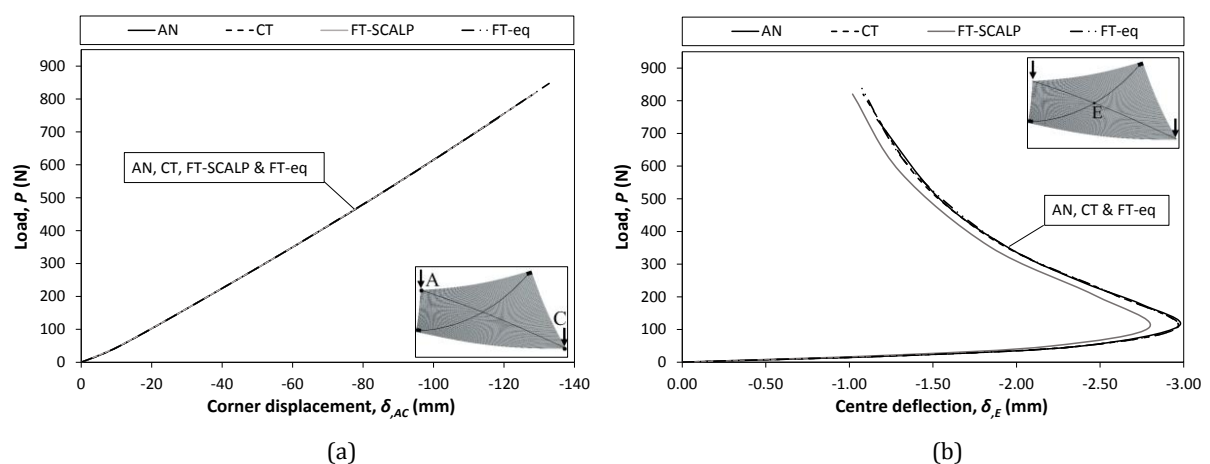 AN CT FT-SCALP FT-eq
900
800
700
600
500
400
300
200
100
0
Load, P (N)
AN, CT, FT-SCALP & FT-eq
A
C
0 -20 -40 -60 -80 -100 -120 -140
Corner displacement, δ,AC (mm)
(a)
AN CT FT-SCALP FT-eq
900
800
700
600
500
400
300
200
100
0
Load, P (N)
E
AN, CT & FT-eq
0.00 -0.50 -1.00 -1.50 -2.00 -2.50 -3.00
Centre deflection, δ,E (mm)
(b)